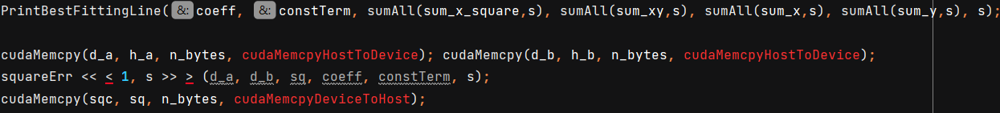 PrintBestFittingLine(&:coeff, &:constTerm, sumAll(sum_x_square,s), sumAll(sum_xy,s), sumAll(sum_x,s), sumAll(sum_y,s), s);
cudaMemcpy(d_a, h_a, n_bytes, cudaMemcpyHostToDevice); cudaMemcpy(d_b, h_b, n_bytes, cudaMemcpyHostToDevice);
squareErr << < 1, s >> > (d_a, d_b, sq, coeff, constTerm, s);
cudaMemcpy(sqc, sq, n_bytes, cudaMemcpyDeviceToHost);